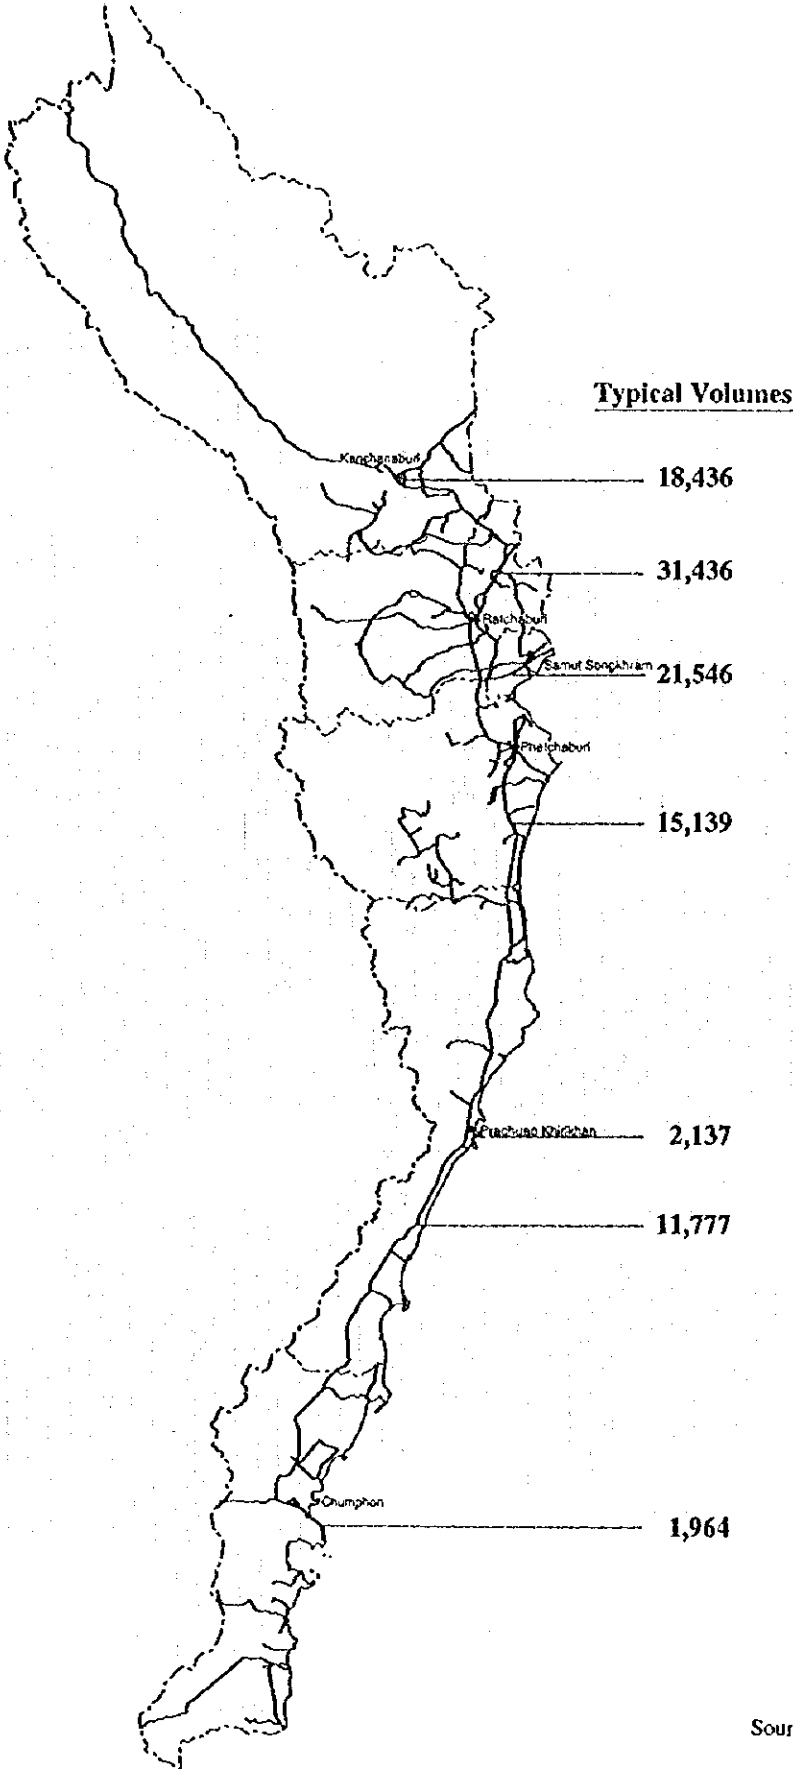 Typical Volumes
Kanchanaburi
18,436
31,436
Ratchaburi
Samut Songkhram
21,546
Phetchaburi
15,139
Prachuap Khirikhan
2,137
11,777
Chumphon
1,964
Sour